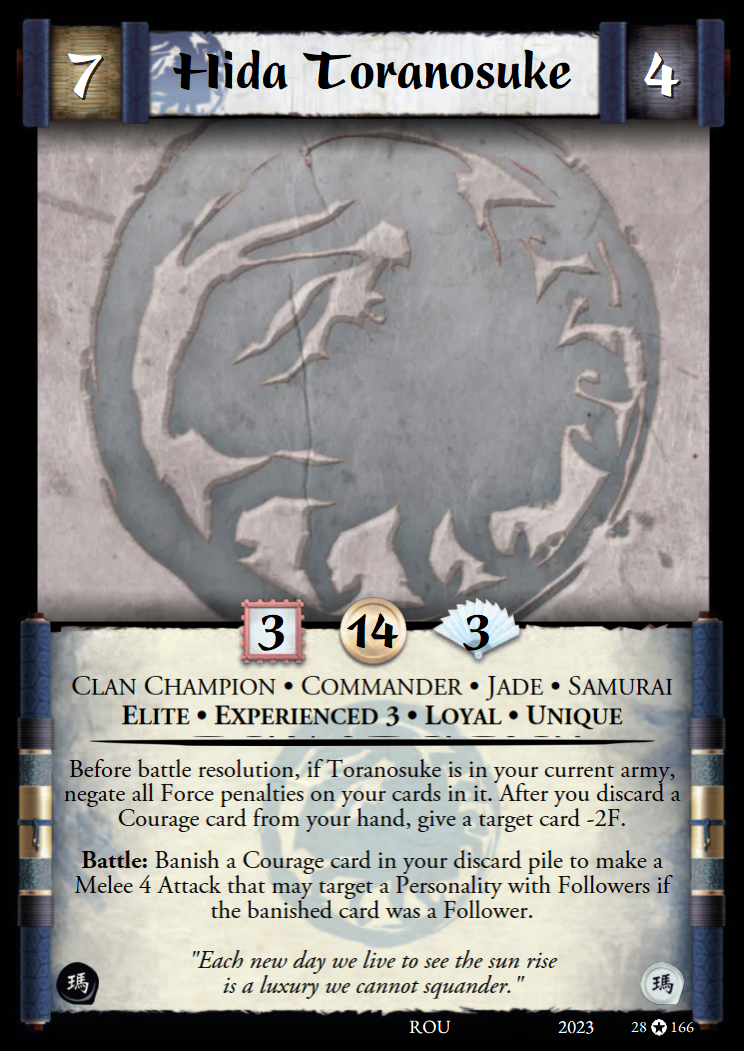 7 Hida Toranosuke 4
3 14 3
CLAN CHAMPION • COMMANDER • JADE • SAMURAI
ELITE • EXPERIENCED 3 • LOYAL • UNIQUE
Before battle resolution, if Toranosuke is in your current army,
negate all Force penalties on your cards in it. After you discard a
Courage card from your hand, give a target card -2F.
Battle: Banish a Courage card in your discard pile to make a
Melee 4 Attack that may target a Personality with Followers if
the banished card was a Follower.
"Each new day we live to see the sun rise
is a luxury we cannot squander."
瑪 瑪
ROU 2023 28 ✪ 166